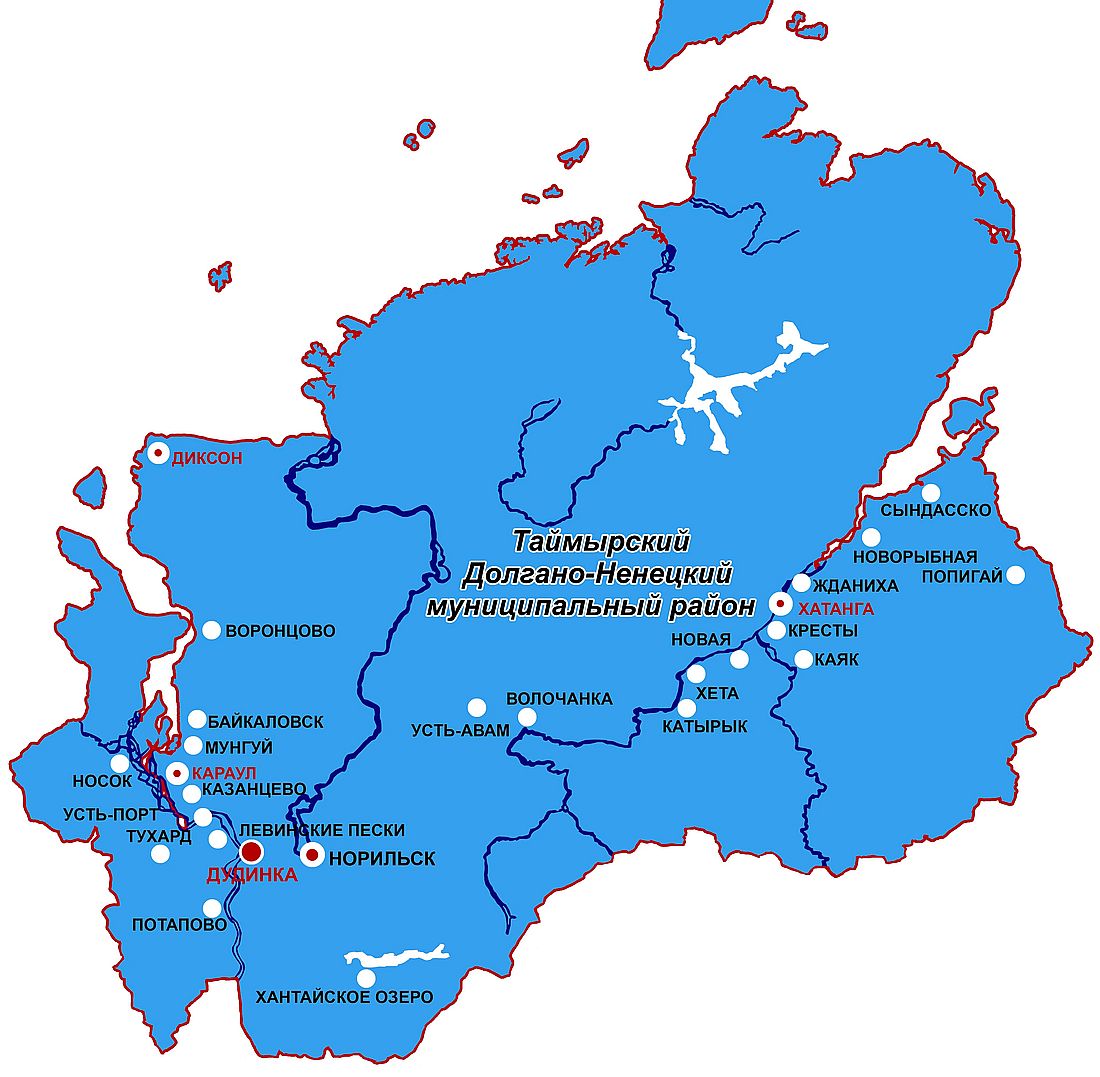 ДИКСОН
СЫНДАССКО
Таймырский
Долгано-Ненецкий
муниципальный район
НОВОРЫБНАЯ
ПОПИГАЙ
ЖДАНИХА
ХАТАНГА
ВОРОНЦОВО
КРЕСТЫ
НОВАЯ
КАЯК
ХЕТА
ВОЛОЧАНКА
БАЙКАЛОВСК
УСТЬ-АВАМ
КАТЫРЫК
МУНГУЙ
КАРАУЛ
НОСОК
КАЗАНЦЕВО
УСТЬ-ПОРТ
ЛЕВИНСКИЕ ПЕСКИ
ТУХАРД
НОРИЛЬСК
ДУДИНКА
ПОТАПОВО
ХАНТАЙСКОЕ ОЗЕРО